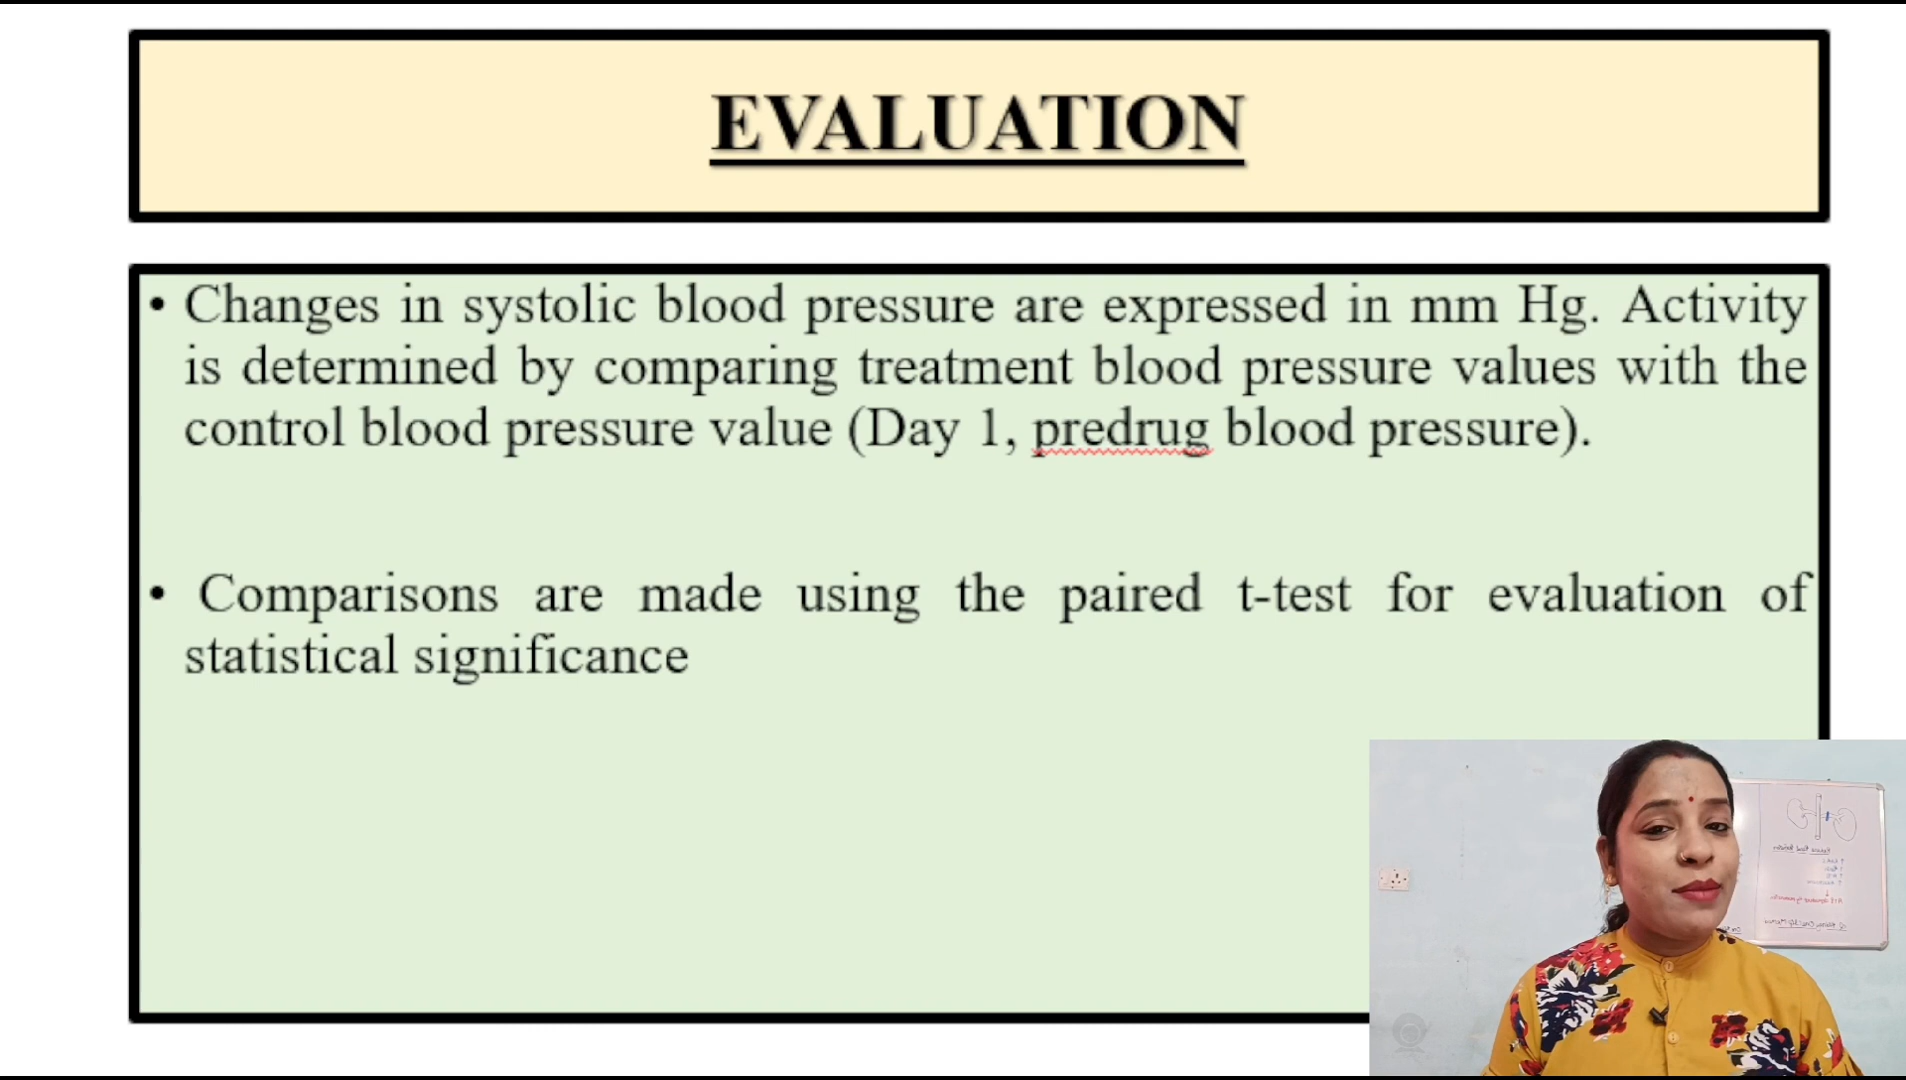 EVALUATION
• Changes in systolic blood pressure are expressed in mm Hg. Activity
is determined by comparing treatment blood pressure values with the
control blood pressure value (Day 1, predrug blood pressure).
• Comparisons are made using the paired t-test for evaluation of
statistical significance